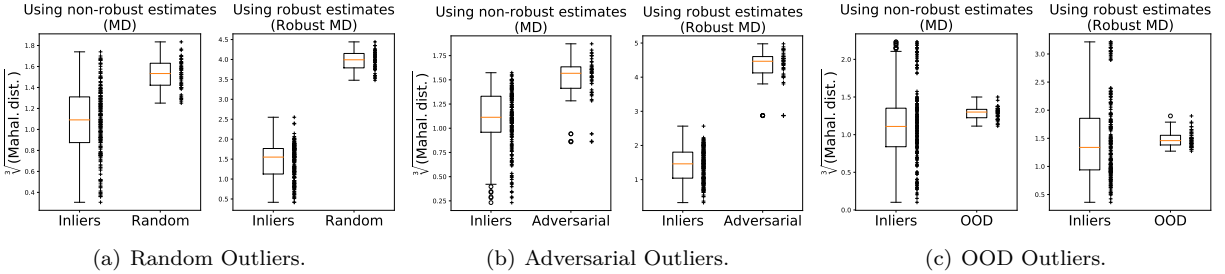 Using non-robust estimates
(MD)
Using robust estimates
(Robust MD)
Using non-robust estimates
(MD)
Using robust estimates
(Robust MD)
Using non-robust estimates
(MD)
Using robust estimates
(Robust MD)
∛(Mahal. dist. )
1.8
1.6
1.4
1.2
1.0
0.8
0.6
0.4
Inliers Random
4.5
4.0
3.5
3.0
2.5
2.0
1.5
1.0
0.5
Inliers Random
∛(Mahal. dist. )
1.75
1.50
1.25
1.00
0.75
0.50
0.25
Inliers Adversarial
5
4
3
2
1
Inliers Adversarial
∛(Mahal. dist. )
2.0
1.5
1.0
0.5
0.0
Inliers OOD
3.0
2.5
2.0
1.5
1.0
0.5
Inliers OOD
(a) Random Outliers.
(b) Adversarial Outliers.
(c) OOD Outliers.